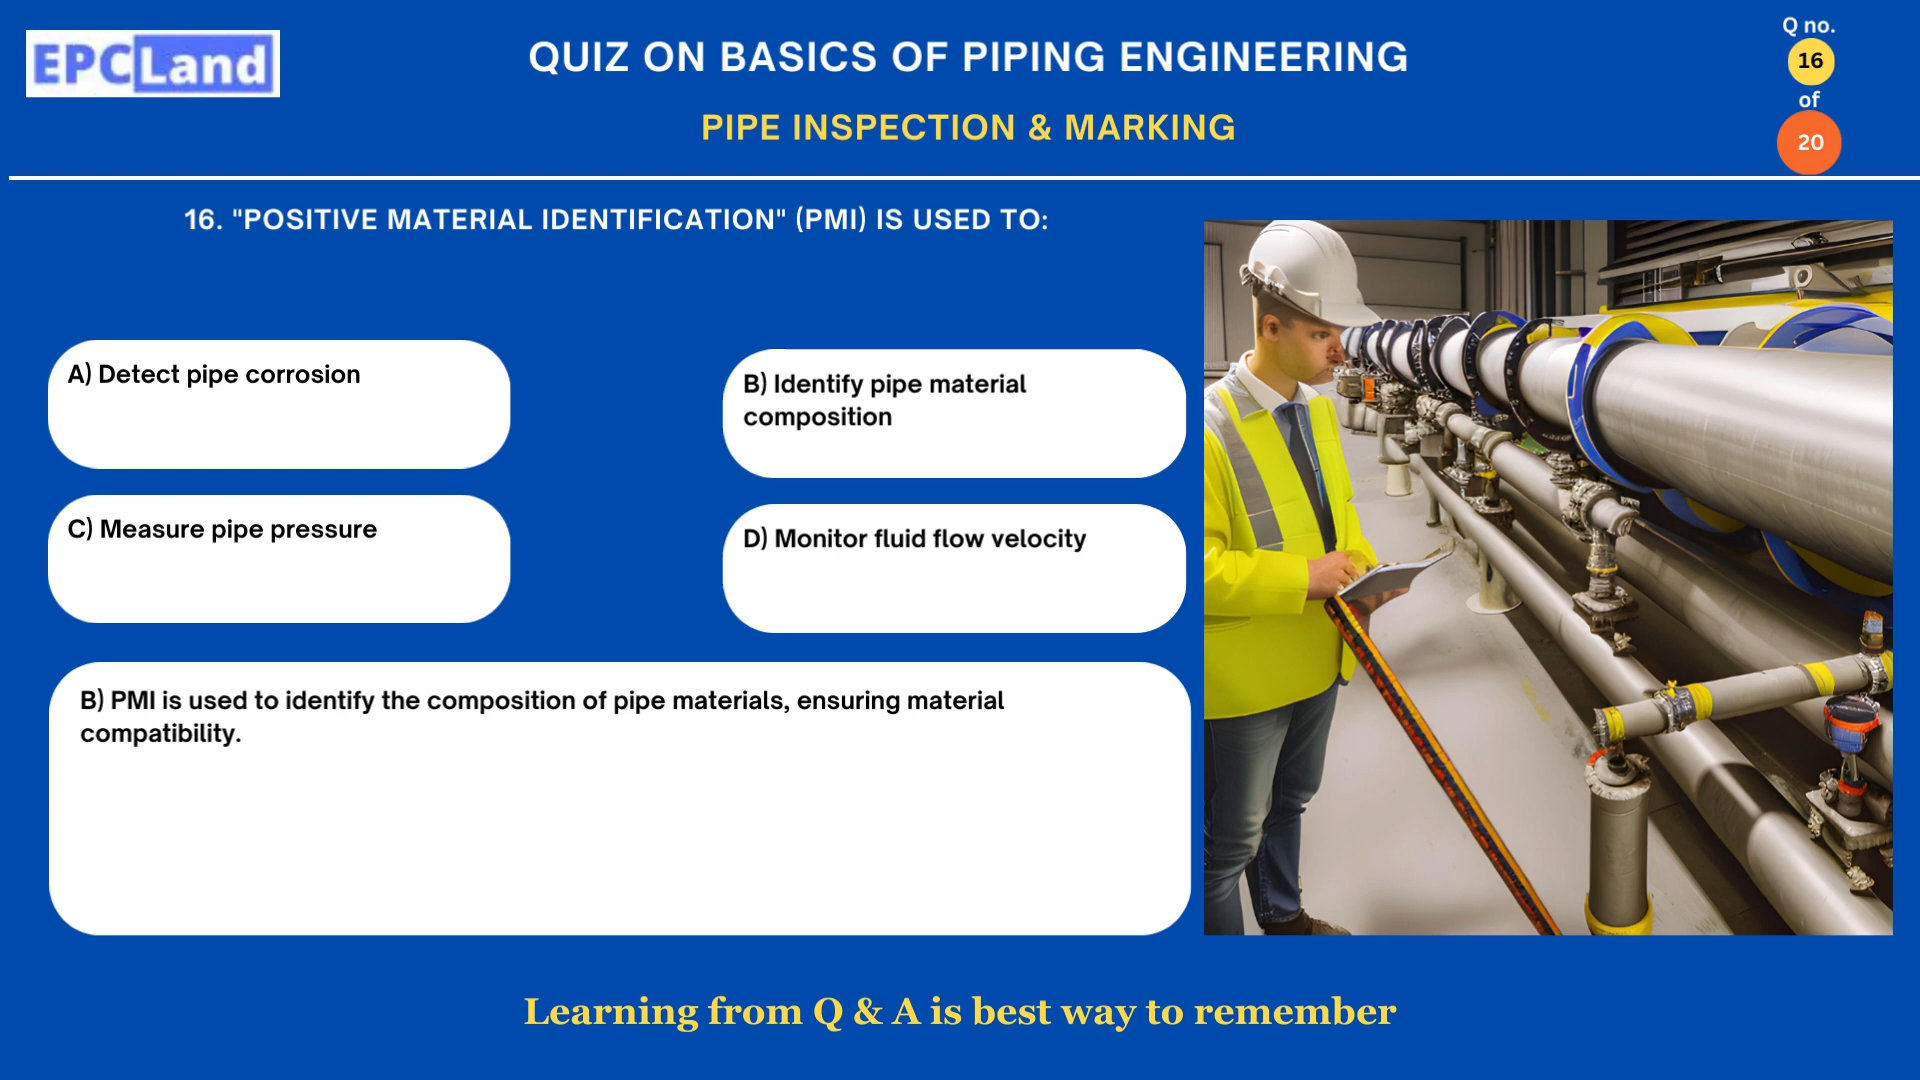 EPCLand
QUIZ ON BASICS OF PIPING ENGINEERING
PIPE INSPECTION & MARKING
Q no.
16
of
20
16. "POSITIVE MATERIAL IDENTIFICATION" (PMI) IS USED TO:
A) Detect pipe corrosion
B) Identify pipe material
composition
C) Measure pipe pressure
D) Monitor fluid flow velocity
B) PMI is used to identify the composition of pipe materials, ensuring material
compatibility.
Learning from Q & A is best way to remember